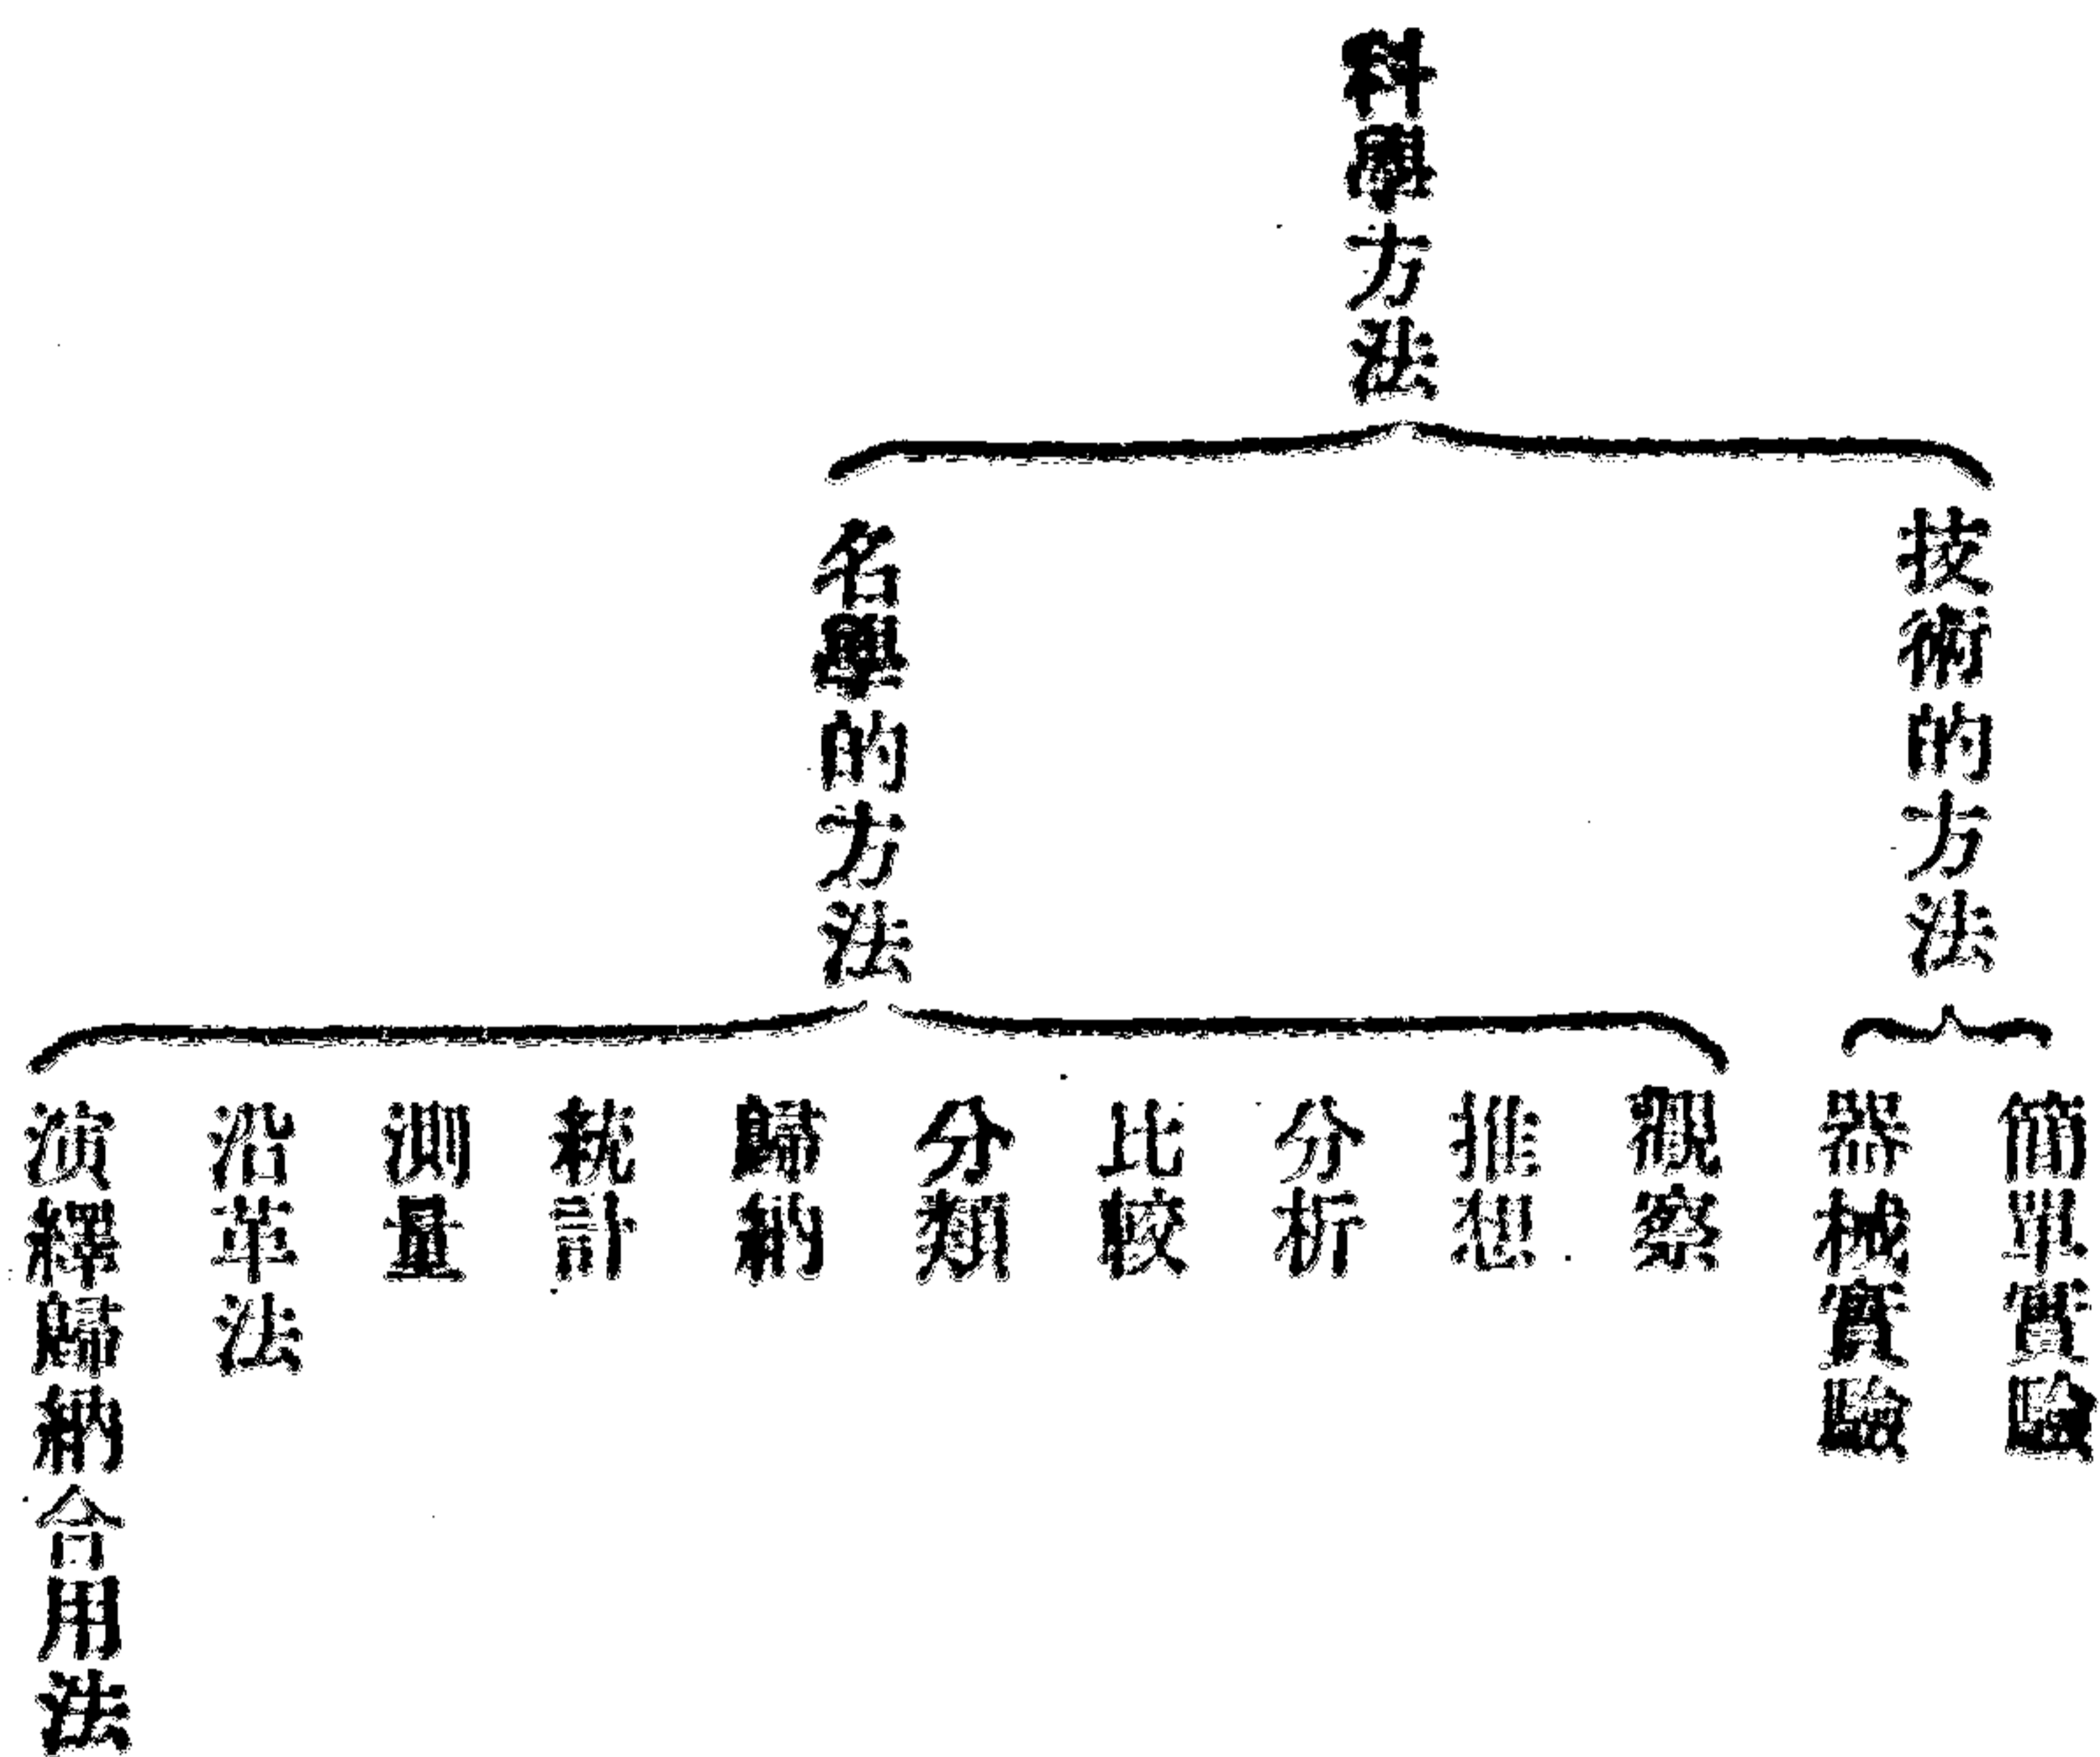 科學方法
技術的方法
簡單實驗
器械實驗
名學的方法
觀察
推想
分析
比較
分類
歸納
統計
測量
沿革法
演繹歸納合用法